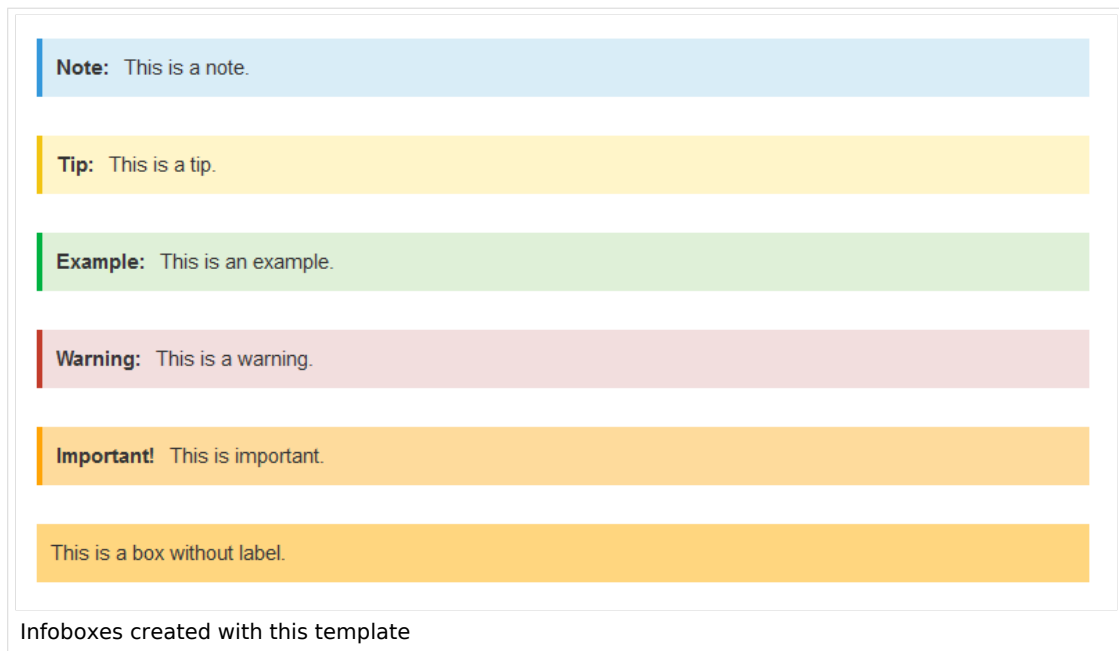 Note: This is a note.
Tip: This is a tip.
Example: This is an example.
Warning: This is a warning.
Important! This is important.
This is a box without label.
Infoboxes created with this template